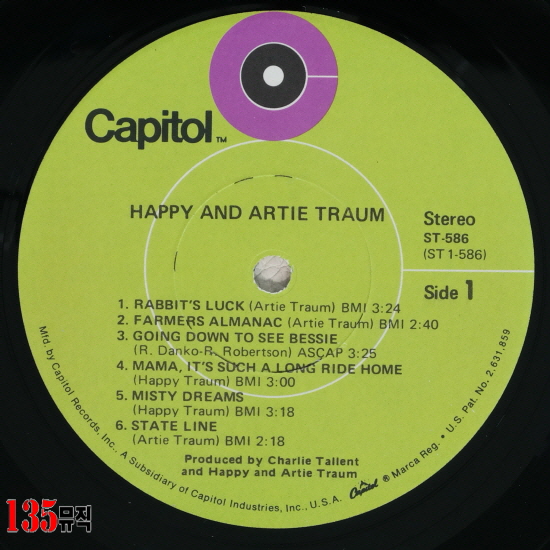 Capitol™
HAPPY AND ARTIE TRAUM
Stereo
ST-586
(ST 1-586)
Side 1
1. RABBIT'S LUCK (Artie Traum) BMI 3:24
2. FARMERS ALMANAC (Artie Traum) BMI 2:40
3. GOING DOWN TO SEE BESSIE
(R. Danko-R. Robertson) ASCAP 3:25
4. MAMA, IT'S SUCH A LONG RIDE HOME
(Happy Traum) BMI 3:00
5. MISTY DREAMS
(Happy Traum) BMI 3:18
6. STATE LINE
(Artie Traum) BMI 2:18
Produced by Charlie Tallent
and Happy and Artie Traum
Mfd. by Capitol Records, Inc., A Subsidiary of Capitol Industries, Inc., U.S.A. Capitol ® Marca Reg. • U.S. Pat. No. 2,631,859
135뮤직